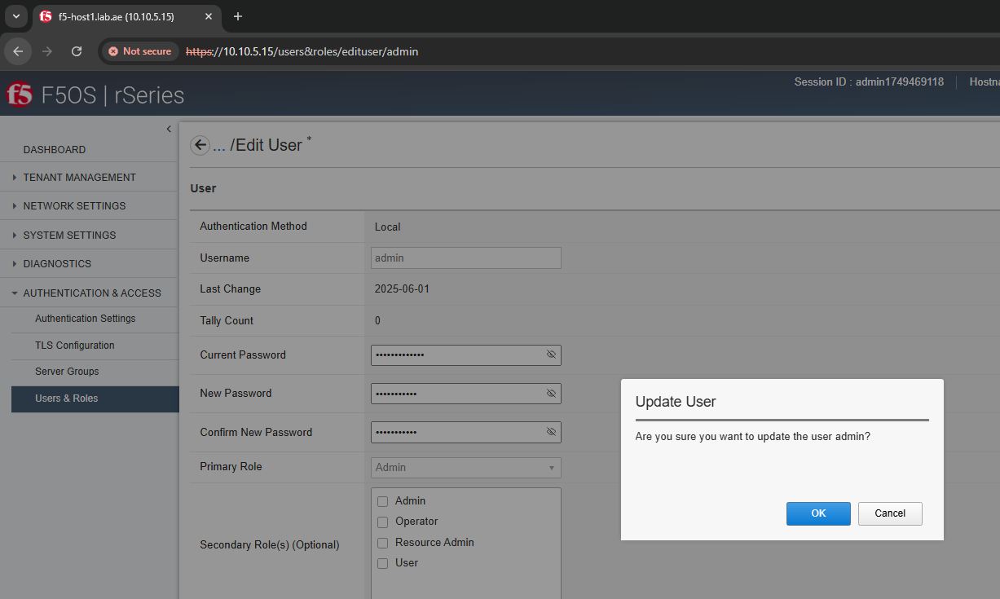 f5 f5-host1.lab.ae (10.10.5.15)
Not secure https://10.10.5.15/users&roles/edituser/admin
f5 F5OS | rSeries
Session ID : admin1749469118
Hostna
DASHBOARD
TENANT MANAGEMENT
NETWORK SETTINGS
SYSTEM SETTINGS
DIAGNOSTICS
AUTHENTICATION & ACCESS
Authentication Settings
TLS Configuration
Server Groups
Users & Roles
... /Edit User *
User
Authentication Method Local
Username admin
Last Change 2025-06-01
Tally Count 0
Current Password •••••••••••••
New Password •••••••••••
Confirm New Password •••••••••••
Primary Role Admin
Secondary Role(s) (Optional)
Admin
Operator
Resource Admin
User
Update User
Are you sure you want to update the user admin?
OK Cancel